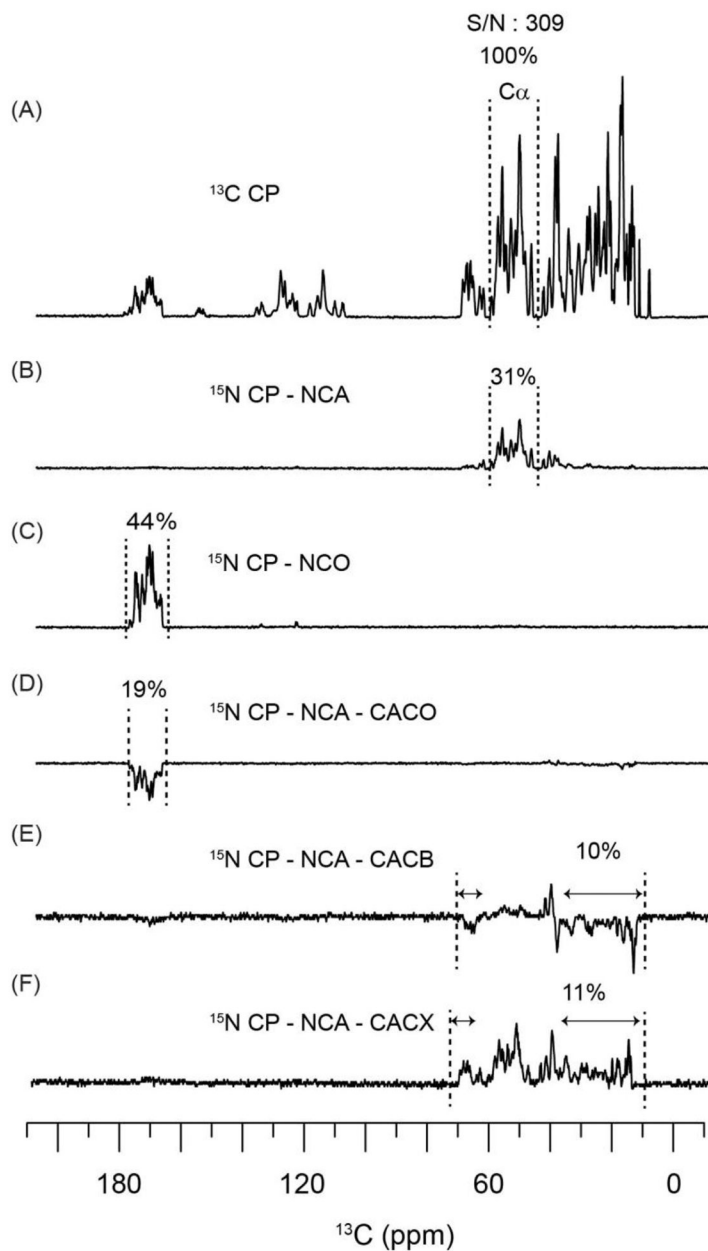 S/N : 309
100%
(A)
Cα
¹³C CP
(B)
31%
¹⁵N CP - NCA
(C)
44%
¹⁵N CP - NCO
(D)
19%
¹⁵N CP - NCA - CACO
(E)
¹⁵N CP - NCA - CACB
10%
(F)
¹⁵N CP - NCA - CACX
11%
180 120 60 0
¹³C (ppm)